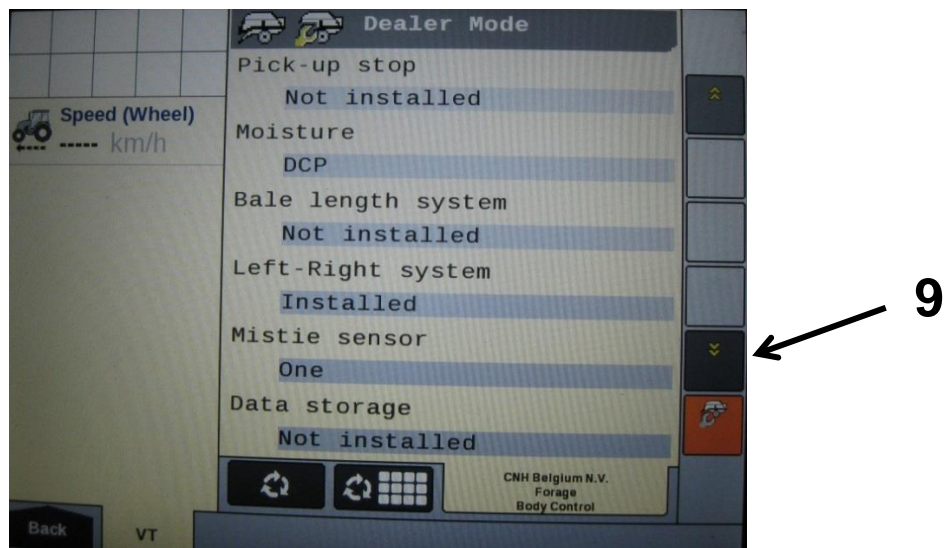 Dealer Mode
Pick-up stop
Not installed
Speed (Wheel)
----- km/h
Moisture
DCP
Bale length system
Not installed
Left-Right system
Installed
9
Mistie sensor
One
Data storage
Not installed
CNH Belgium N.V.
Forage
Body Control
Back
VT